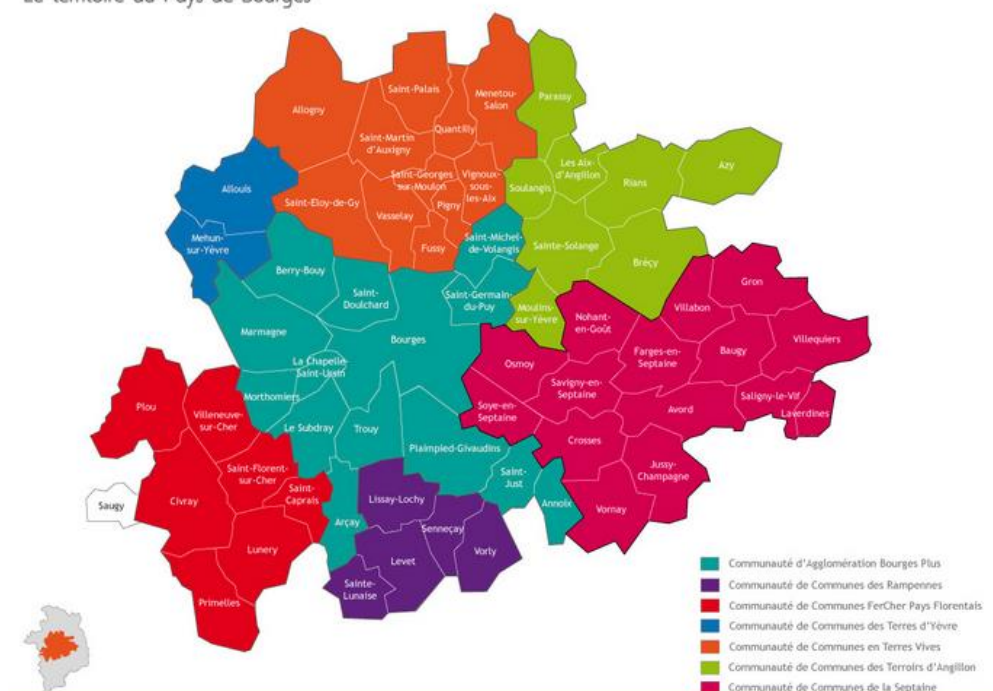 Le territoire du Pays de Bourges
Allogny
Saint-Palais
Menetou-
Salon
Parassy
Quantilly
Saint-Martin
d'Auxigny
Les Aix-
d'Angillon
Azy
Rians
Allouis
Saint-Georges
sur-Moulon
Vignoux-
sous-
les-Aix
Soulangis
Saint-Eloy-de-Gy
Vasselay
Pigny
Fussy
Mehun-
sur-Yèvre
Saint-Michel-
de-Volangis
Sainte-Solange
Bréçy
Berry-Bouy
Saint-
Doulchard
Saint-Germain-
du-Puy
Moulins-
sur-Yèvre
Nohant-
en-Goût
Villabon
Gron
Marmagne
Bourges
Villequiers
Baugy
Farges-en-
Septaine
Osmoy
La Chapelle-
Saint-Ursin
Savigny-en-
Septaine
Morthomiers
Saligny-le-Vif
Laverdines
Plou
Villeneuve-
sur-Cher
Le Subdray
Trouy
Soye-en-
Septaine
Avord
Crosses
Plaimpied-Givaudins
Saint-Florent-
sur-Cher
Saint-
Just
Jussy-
Champagne
Saint-
Caprais
Civray
Saugy
Lissay-Lochy
Annoix
Vornay
Arçay
Senneçay
Lunery
Levet
Vorly
Sainte-
Lunaise
Primelles
Communauté d'Agglomération Bourges Plus
Communauté de Communes des Rampennes
Communauté de Communes FerCher Pays Florentais
Communauté de Communes des Terres d'Yèvre
Communauté de Communes en Terres Vives
Communauté de Communes des Terroirs d'Angillon
Communauté de Communes de la Septaine